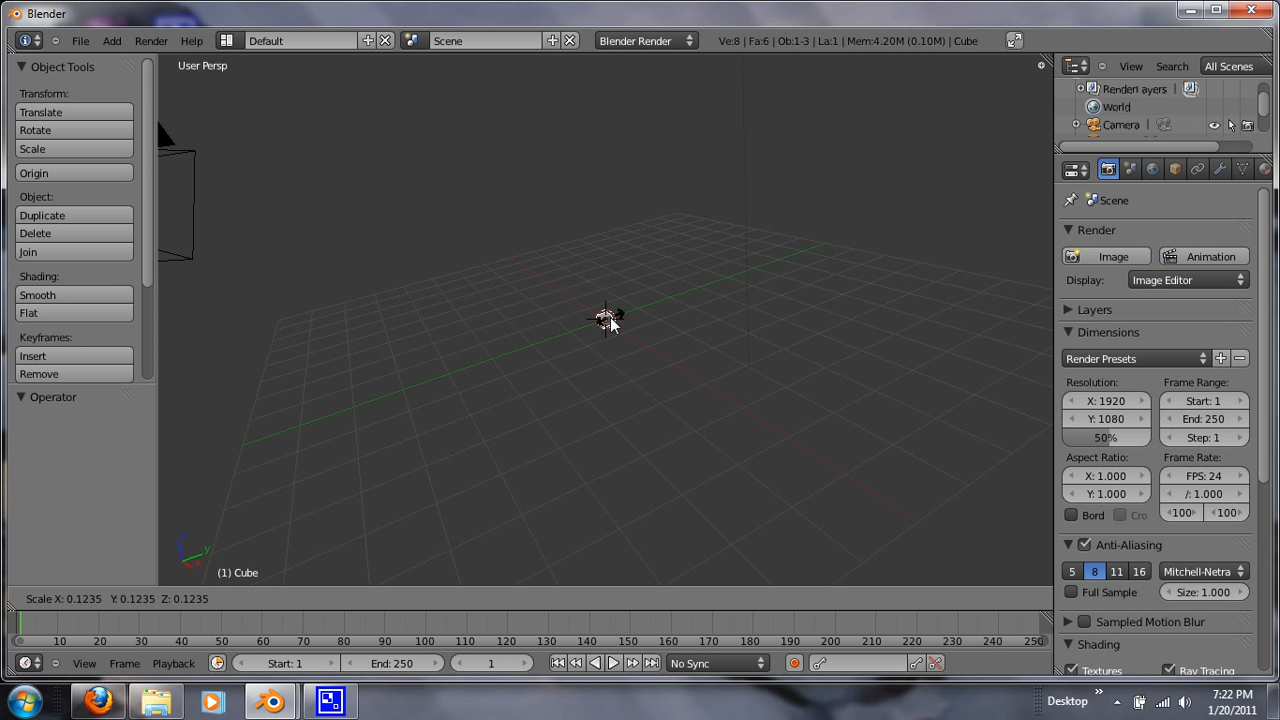 Blender
File Add Render Help Default Scene Blender Render Ve:8 | Fa:6 | Ob:1-3 | La:1 | Mem:4.20M (0.10M) | Cube
Object Tools
Transform:
Translate
Rotate
Scale
Origin
Object:
Duplicate
Delete
Join
Shading:
Smooth
Flat
Keyframes:
Insert
Remove
Operator
User Persp
y
(1) Cube
Scale X: 0.1235 Y: 0.1235 Z: 0.1235
View Search All Scenes
RenderLayers
World
Camera
Scene
Render
Image Animation
Display: Image Editor
Layers
Dimensions
Render Presets
Resolution: Frame Range:
X: 1920 Start: 1
Y: 1080 End: 250
50% Step: 1
Aspect Ratio: Frame Rate:
X: 1.000 FPS: 24
Y: 1.000 /: 1.000
Bord Cro 100 100
Anti-Aliasing
5 8 11 16 Mitchell-Netra
Full Sample Size: 1.000
Sampled Motion Blur
Shading
Textures Ray Tracing
10 20 30 40 50 60 70 80 90 100 110 120 130 140 150 160 170 180 190 200 210 220 230 240 250
View Frame Playback Start: 1 End: 250 1 No Sync
Desktop
7:22 PM
1/20/2011